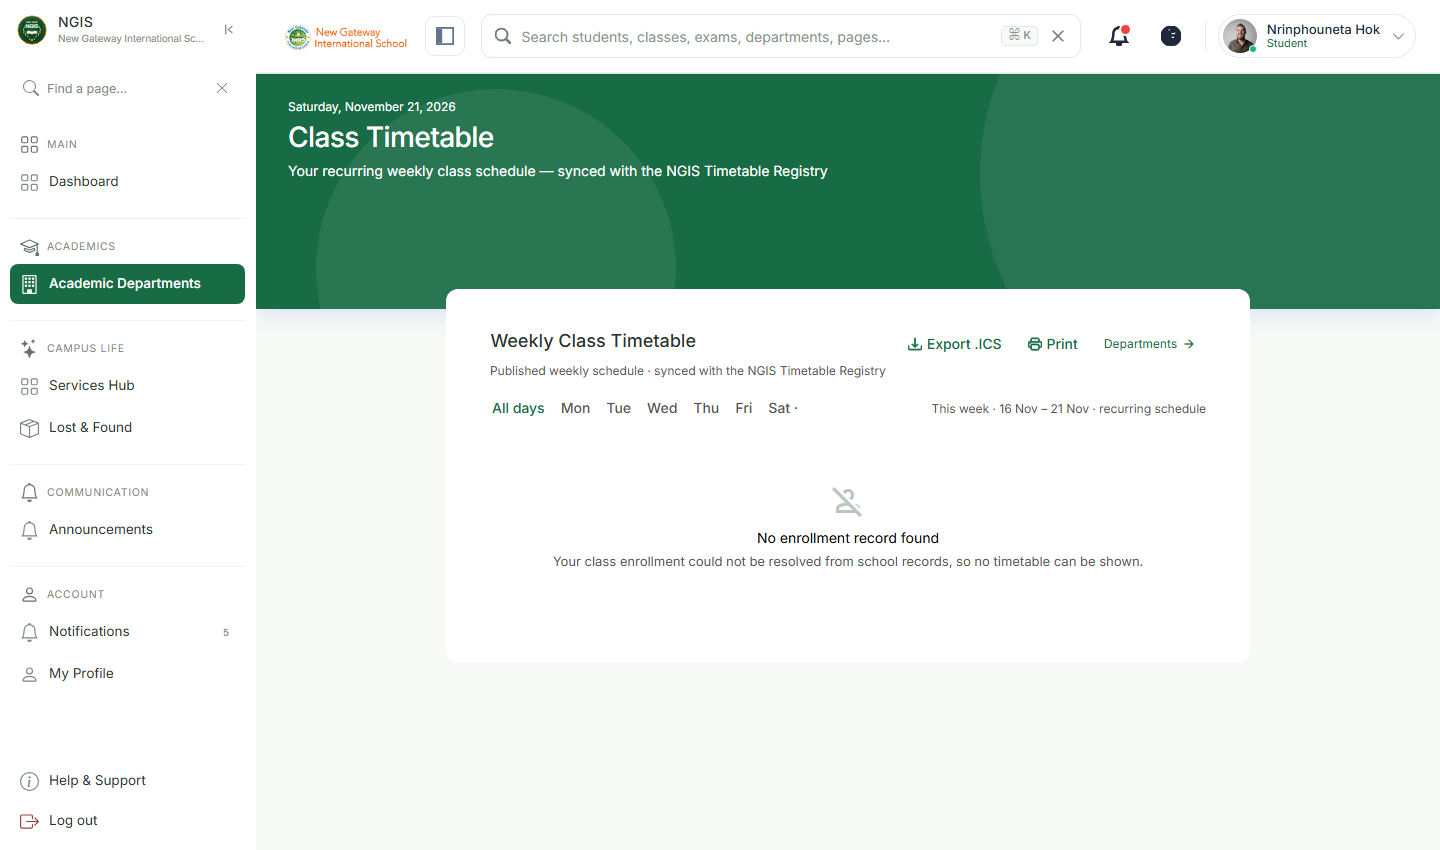 NGIS
New Gateway International Sc...
Find a page...
MAIN
Dashboard
ACADEMICS
Academic Departments
CAMPUS LIFE
Services Hub
Lost & Found
COMMUNICATION
Announcements
ACCOUNT
Notifications 5
My Profile
Help & Support
Log out
New Gateway
International School
Search students, classes, exams, departments, pages...
⌘ K
Nrinphouneta Hok
Student
Saturday, November 21, 2026
Class Timetable
Your recurring weekly class schedule — synced with the NGIS Timetable Registry
Weekly Class Timetable
Export .ICS Print Departments →
Published weekly schedule · synced with the NGIS Timetable Registry
All days Mon Tue Wed Thu Fri Sat ·
This week · 16 Nov – 21 Nov · recurring schedule
No enrollment record found
Your class enrollment could not be resolved from school records, so no timetable can be shown.